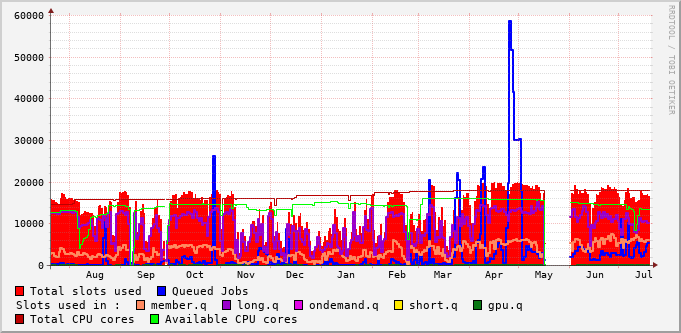 60000
50000
40000
30000
20000
10000
0
Aug Sep Oct Nov Dec Jan Feb Mar Apr May Jun Jul
Total slots used Queued Jobs
Slots used in : member.q long.q ondemand.q short.q gpu.q
Total CPU cores Available CPU cores
RRDTOOL / TOBI OETIKER